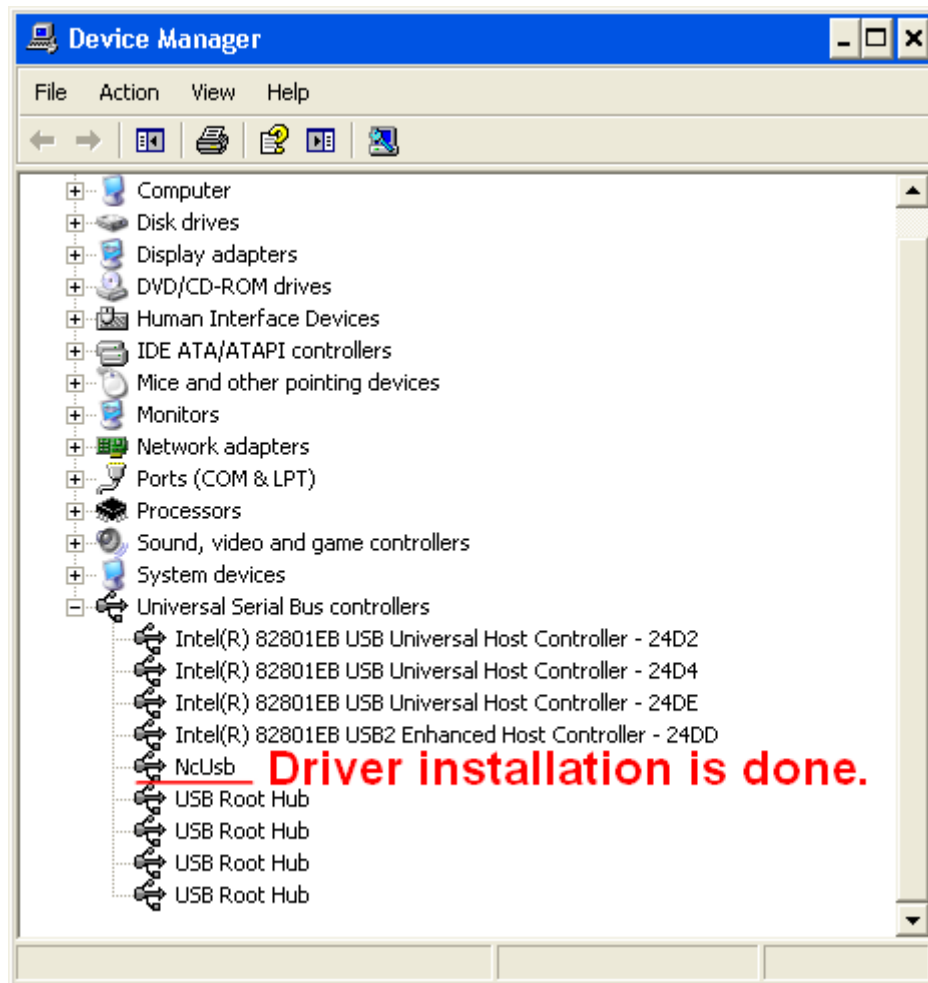 Device Manager
File Action View Help
Computer
Disk drives
Display adapters
DVD/CD-ROM drives
Human Interface Devices
IDE ATA/ATAPI controllers
Mice and other pointing devices
Monitors
Network adapters
Ports (COM & LPT)
Processors
Sound, video and game controllers
System devices
Universal Serial Bus controllers
Intel(R) 82801EB USB Universal Host Controller - 24D2
Intel(R) 82801EB USB Universal Host Controller - 24D4
Intel(R) 82801EB USB Universal Host Controller - 24DE
Intel(R) 82801EB USB2 Enhanced Host Controller - 24DD
NcUsb Driver installation is done.
USB Root Hub
USB Root Hub
USB Root Hub
USB Root Hub